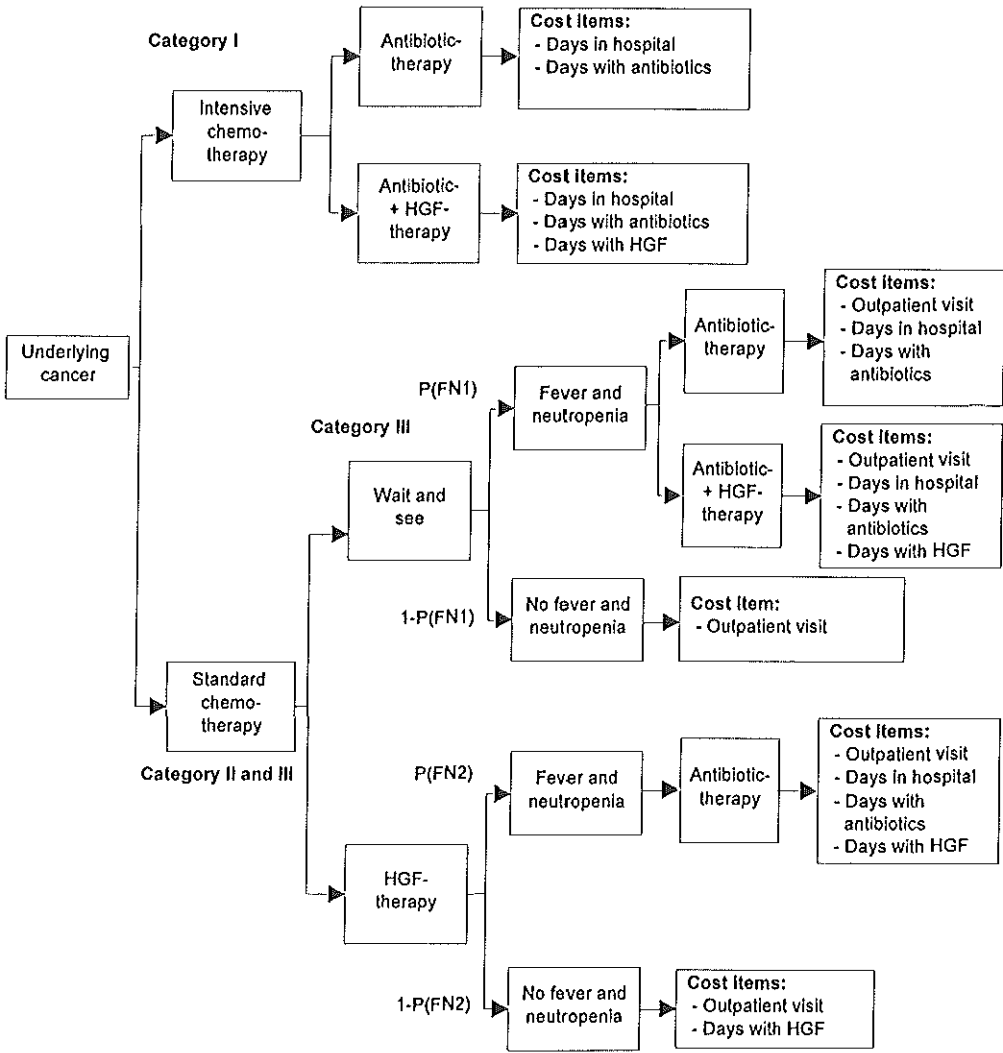 Category I
Antibiotic-
therapy
Cost items:
- Days in hospital
- Days with antibiotics
Intensive
chemo-
therapy
Antibiotic-
+ HGF-
therapy
Cost items:
- Days in hospital
- Days with antibiotics
- Days with HGF
Underlying
cancer
Category III
P(FN1)
Fever and
neutropenia
Antibiotic-
therapy
Cost items:
- Outpatient visit
- Days in hospital
- Days with
antibiotics
Wait and
see
Antibiotic-
+ HGF-
therapy
Cost items:
- Outpatient visit
- Days in hospital
- Days with
antibiotics
- Days with HGF
1-P(FN1)
No fever and
neutropenia
Cost item:
- Outpatient visit
Standard
chemo-
therapy
Category II and III
P(FN2)
Fever and
neutropenia
Antibiotic-
therapy
Cost items:
- Outpatient visit
- Days in hospital
- Days with
antibiotics
- Days with HGF
HGF-
therapy
1-P(FN2)
No fever and
neutropenia
Cost items:
- Outpatient visit
- Days with HGF